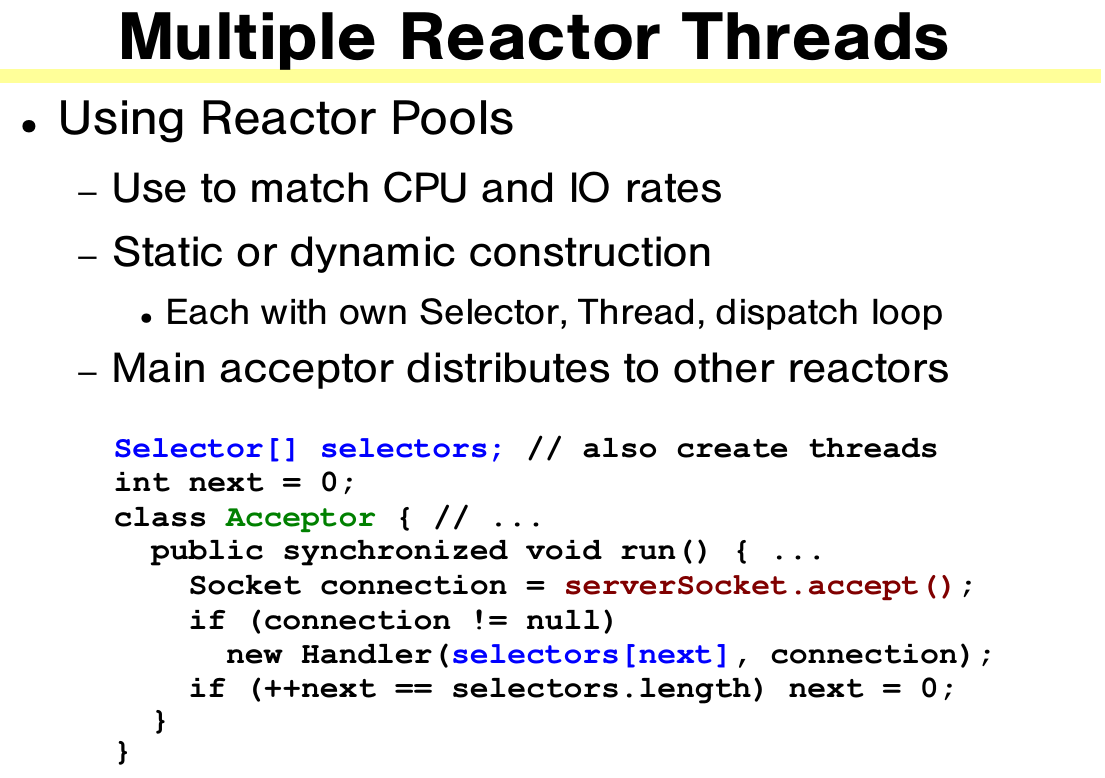 Multiple Reactor Threads
● Using Reactor Pools
– Use to match CPU and IO rates
– Static or dynamic construction
● Each with own Selector, Thread, dispatch loop
– Main acceptor distributes to other reactors
Selector[] selectors; // also create threads
int next = 0;
class Acceptor { // ...
public synchronized void run() { ...
Socket connection = serverSocket.accept();
if (connection != null)
new Handler(selectors[next], connection);
if (++next == selectors.length) next = 0;
}
}